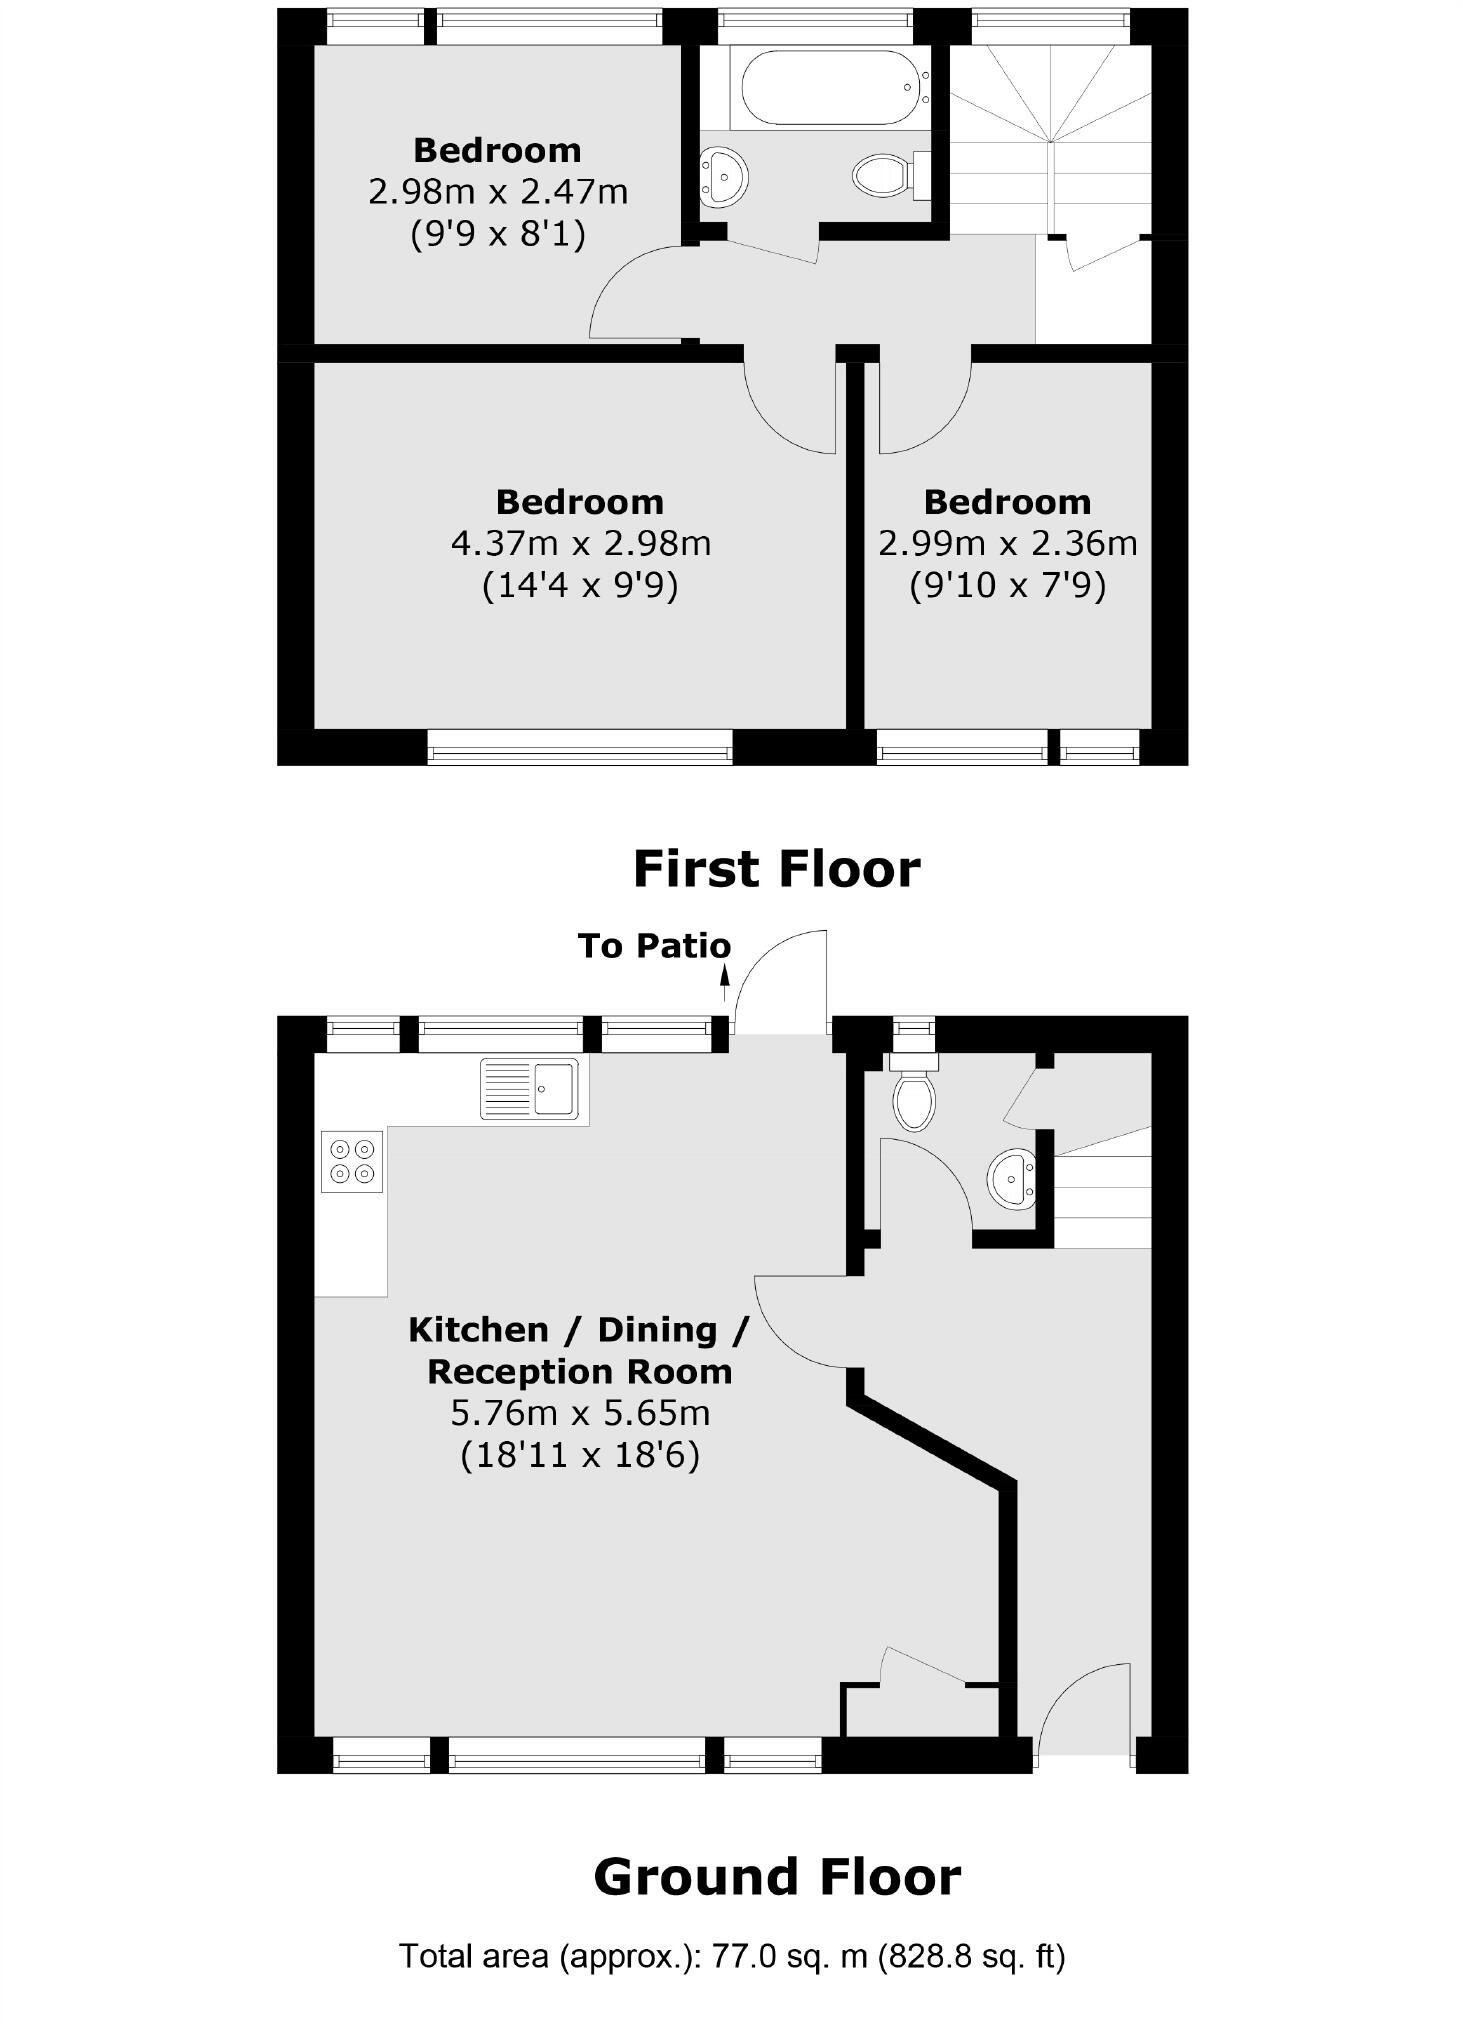 Bedroom
2.98m x 2.47m
(9'9 x 8'1)
Bedroom
4.37m x 2.98m
(14'4 x 9'9)
Bedroom
2.99m x 2.36m
(9'10 x 7'9)
First Floor
To Patio
Kitchen / Dining /
Reception Room
5.76m x 5.65m
(18'11 x 18'6)
Ground Floor
Total area (approx.): 77.0 sq. m (828.8 sq. ft)